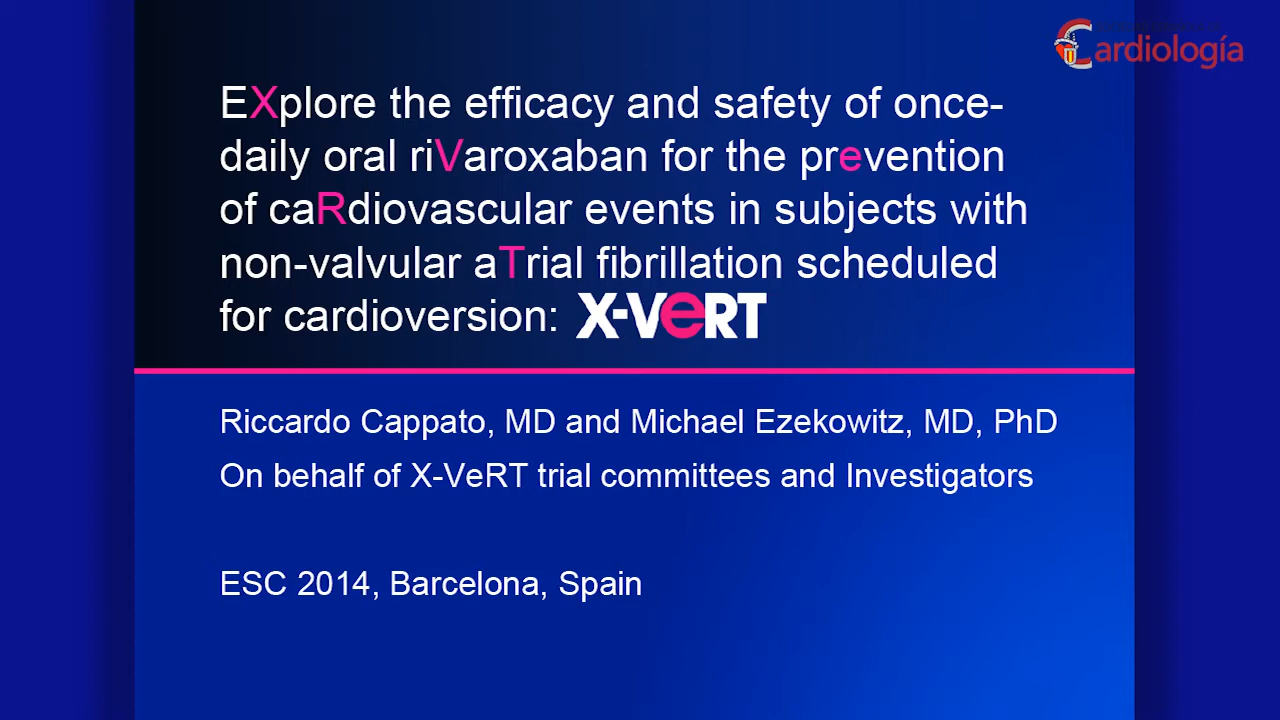 Cardiología
EXplore the efficacy and safety of once-
daily oral riVaroxaban for the prevention
of caRdiovascular events in subjects with
non-valvular aTrial fibrillation scheduled
for cardioversion: X-VeRT
Riccardo Cappato, MD and Michael Ezekowitz, MD, PhD
On behalf of X-VeRT trial committees and Investigators
ESC 2014, Barcelona, Spain